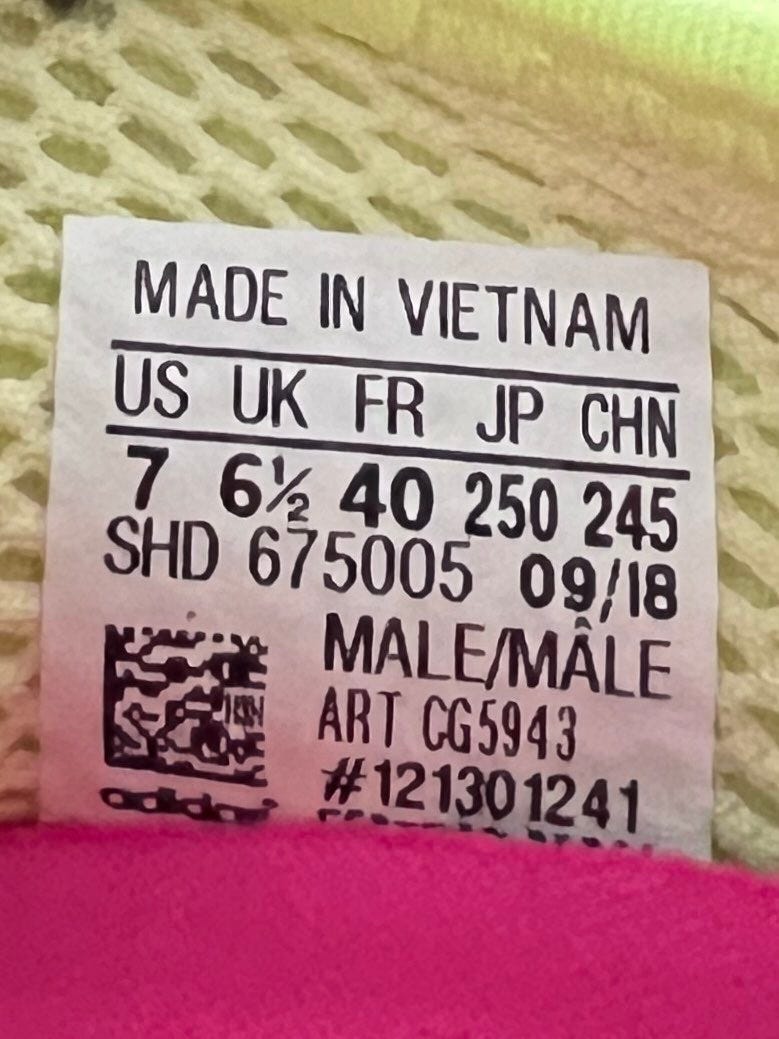 MADE IN VIETNAM
US UK FR JP CHN
7 6½ 40 250 245
SHD 675005 09/18
MALE/MÂLE
ART CG5943
#121301241
adidas